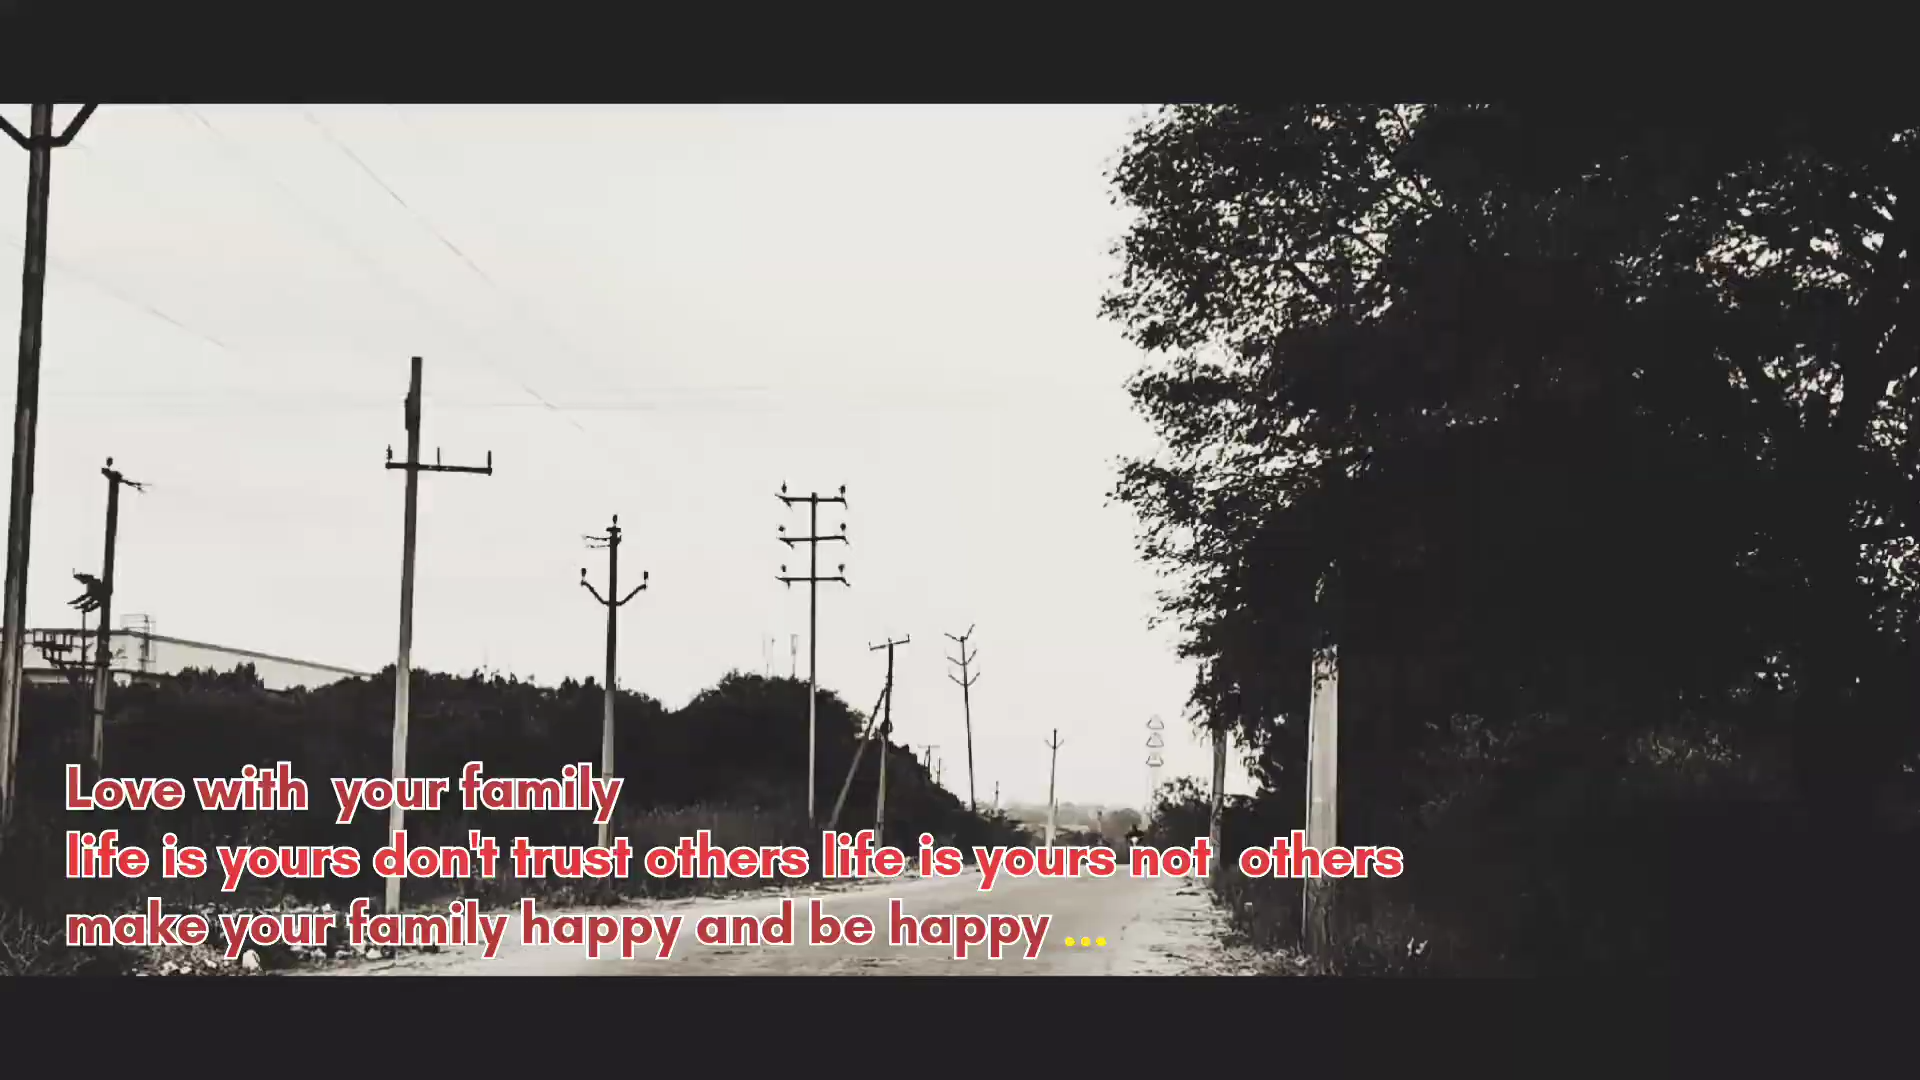 Love with  your family
life is yours don't trust others life is yours not  others
make your family happy and be happy ...